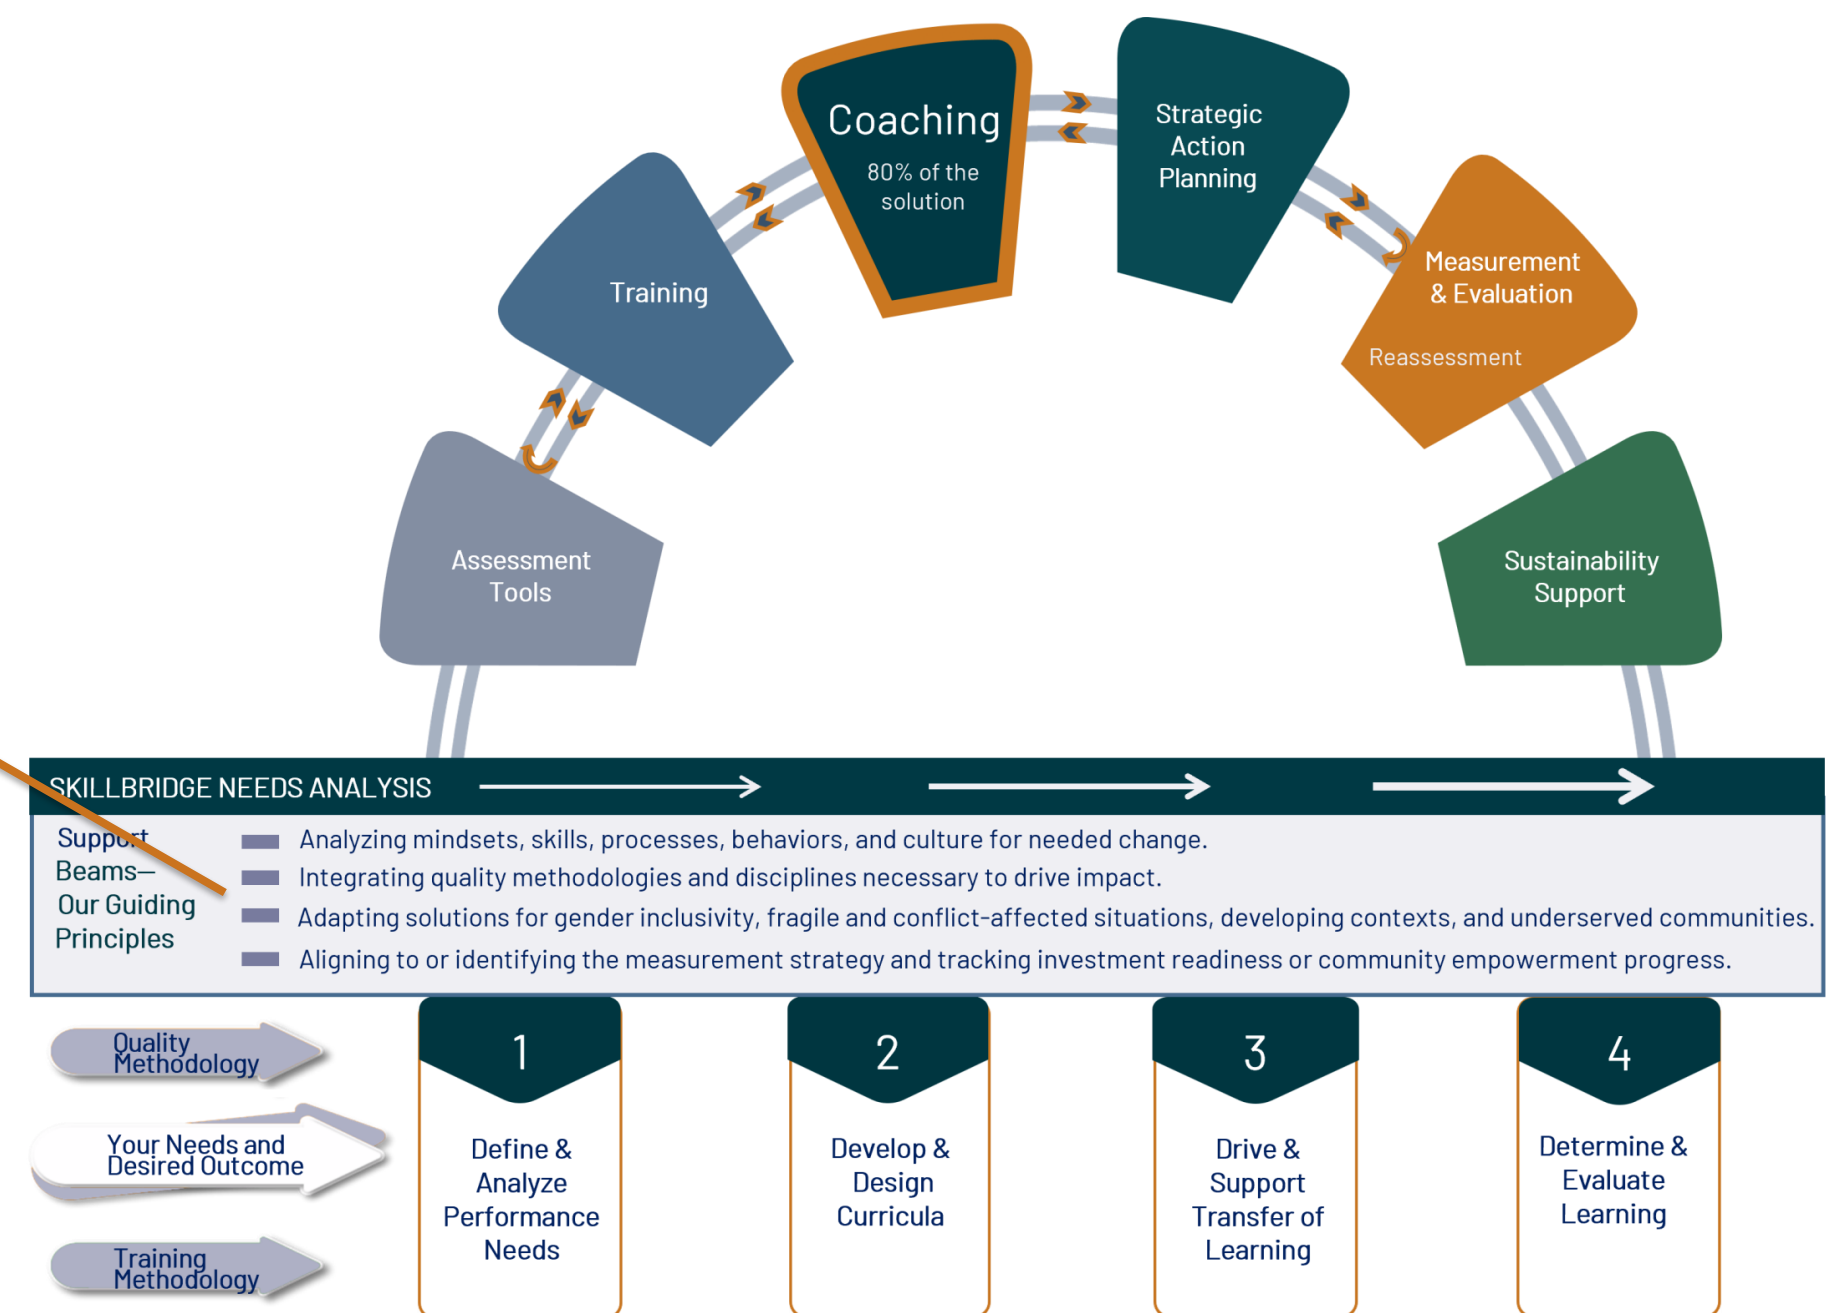 Coaching
80% of the
solution
Strategic
Action
Planning
Training
Measurement
& Evaluation
Reassessment
Assessment
Tools
Sustainability
Support
SKILLBRIDGE NEEDS ANALYSIS
Support
Beams—
Our Guiding
Principles
Analyzing mindsets, skills, processes, behaviors, and culture for needed change.
Integrating quality methodologies and disciplines necessary to drive impact.
Adapting solutions for gender inclusivity, fragile and conflict-affected situations, developing contexts, and underserved communities.
Aligning to or identifying the measurement strategy and tracking investment readiness or community empowerment progress.
Quality
Methodology
Your Needs and
Desired Outcome
Training
Methodology
1
Define &
Analyze
Performance
Needs
2
Develop &
Design
Curricula
3
Drive &
Support
Transfer of
Learning
4
Determine &
Evaluate
Learning